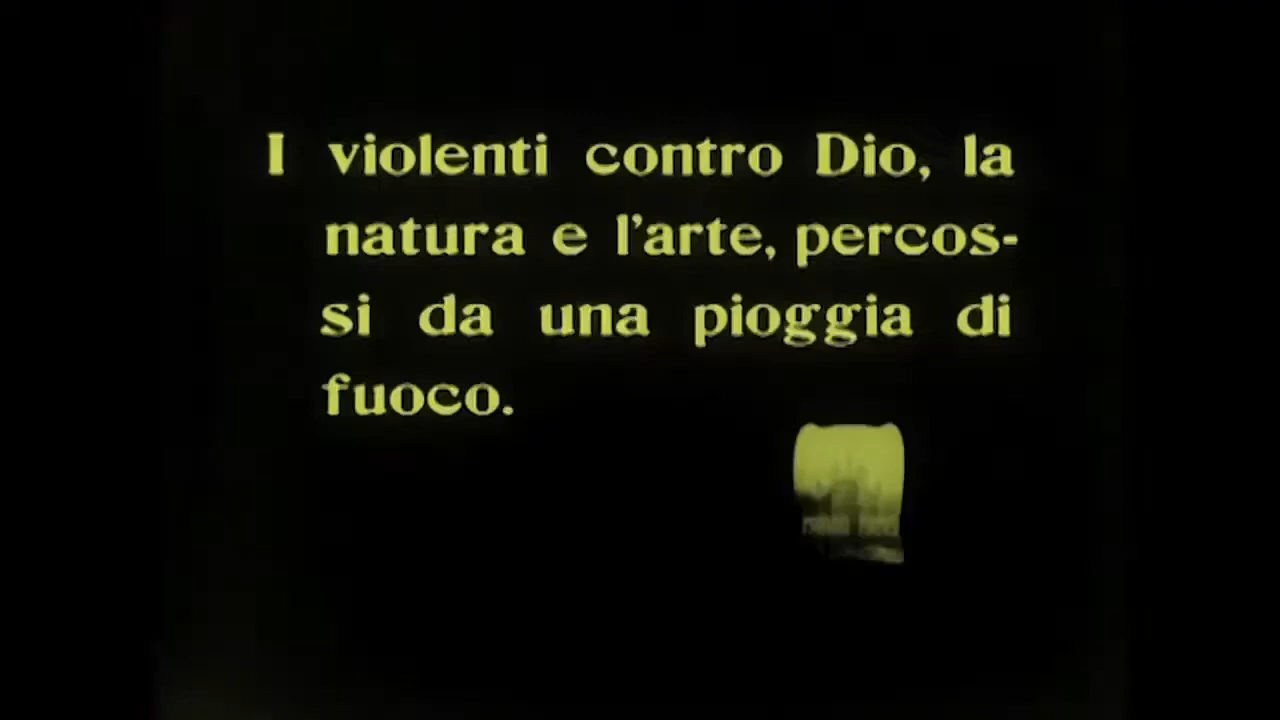 I violenti contro Dio, la
natura e l'arte, percos-
si da una pioggia di
fuoco.